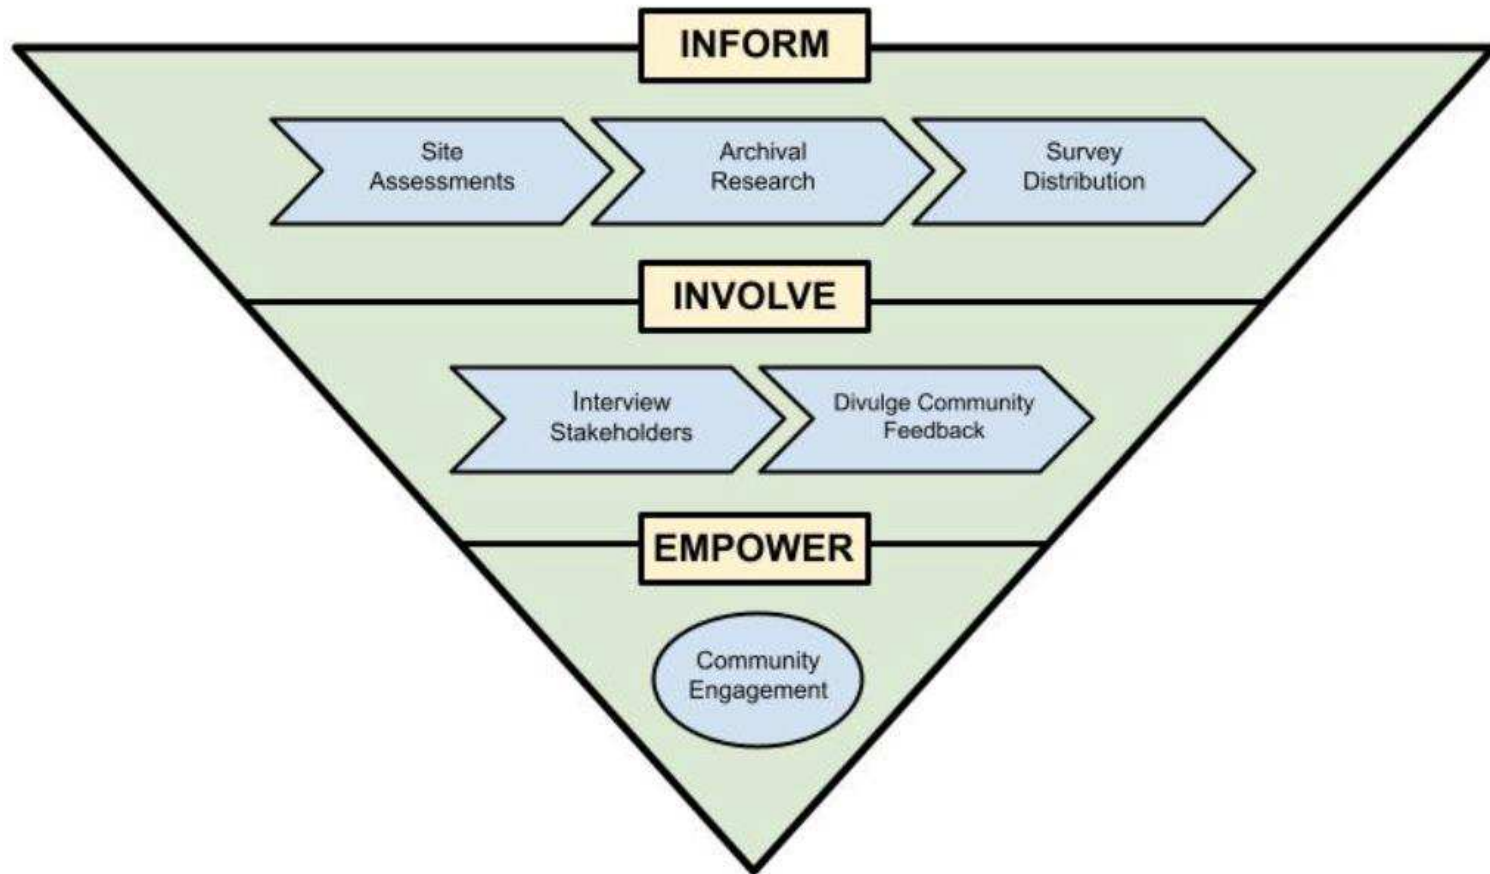 INFORM
Site
Assessments
Archival
Research
Survey
Distribution
INVOLVE
Interview
Stakeholders
Divulge Community
Feedback
EMPOWER
Community
Engagement